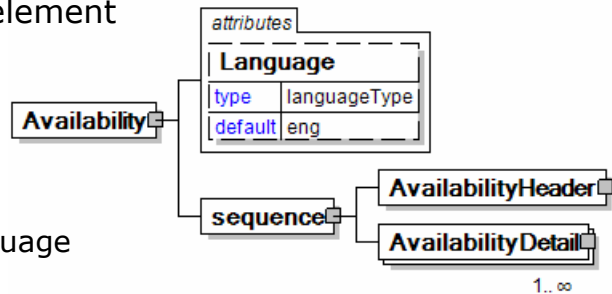 element
attributes
Language
type languageType
default eng
Availability
AvailabilityHeader
sequence
AvailabilityDetail
uage
1.. ∞